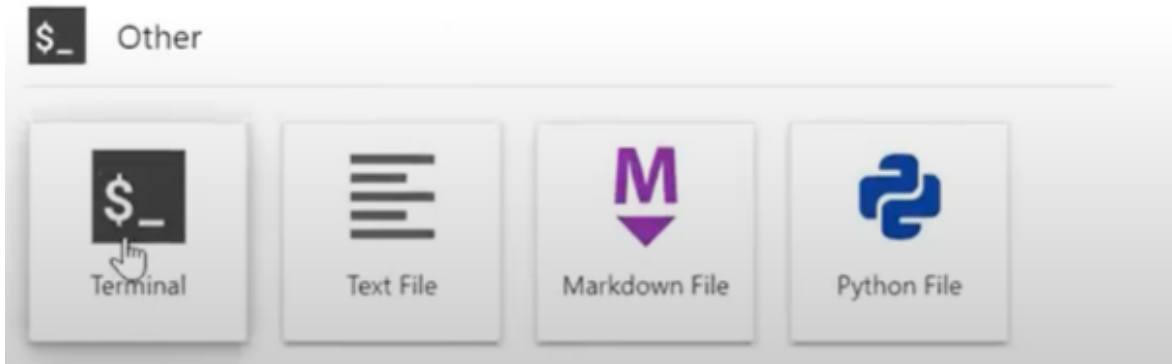 $_ Other
$_
M
Terminal
Text File
Markdown File
Python File